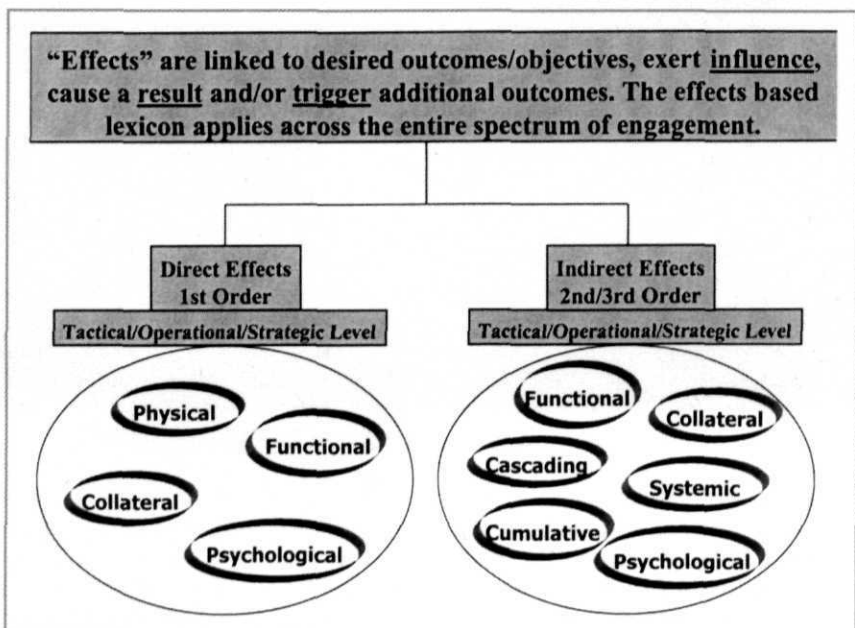 “Effects” are linked to desired outcomes/objectives, exert influence,
cause a result and/or trigger additional outcomes. The effects based
lexicon applies across the entire spectrum of engagement.
Direct Effects
1st Order
Tactical/Operational/Strategic Level
Physical
Functional
Collateral
Psychological
Indirect Effects
2nd/3rd Order
Tactical/Operational/Strategic Level
Functional
Collateral
Cascading
Systemic
Cumulative
Psychological